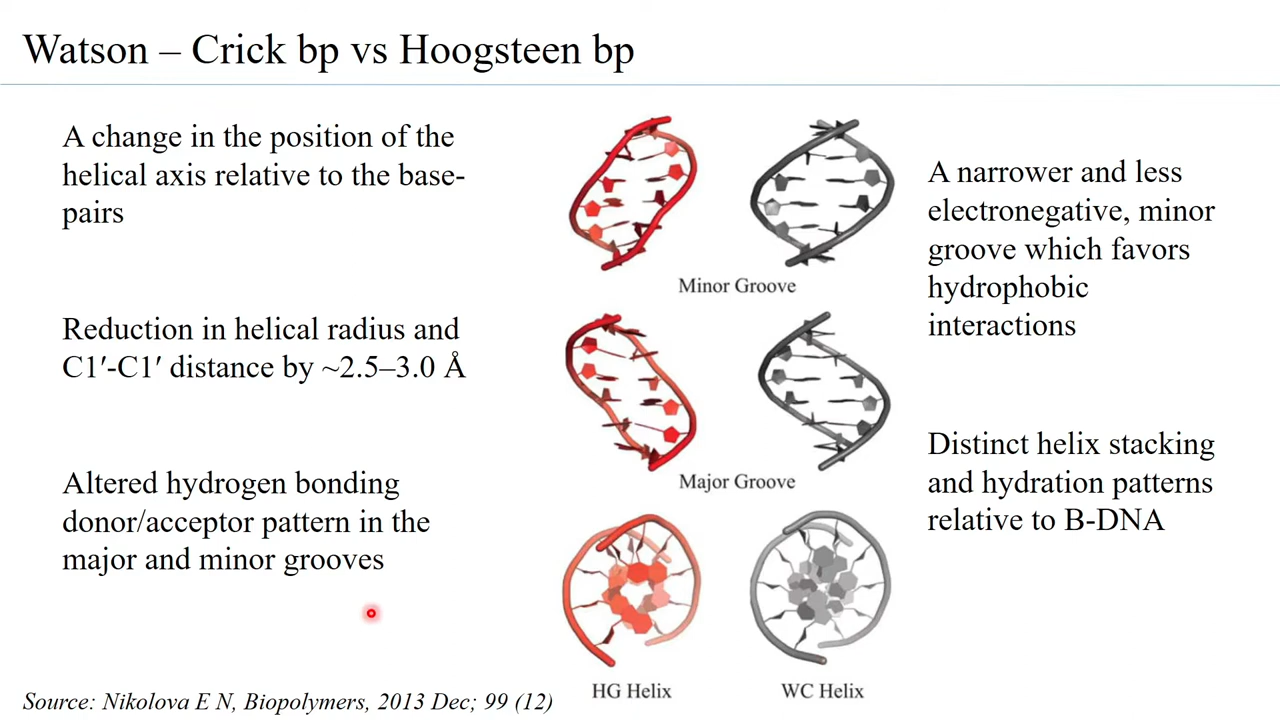 Watson – Crick bp vs Hoogsteen bp
A change in the position of the
helical axis relative to the base-
pairs
Reduction in helical radius and
C1′-C1′ distance by ~2.5–3.0 Å
Altered hydrogen bonding
donor/acceptor pattern in the
major and minor grooves
Minor Groove
Major Groove
HG Helix
WC Helix
A narrower and less
electronegative, minor
groove which favors
hydrophobic
interactions
Distinct helix stacking
and hydration patterns
relative to B-DNA
Source: Nikolova E N, Biopolymers, 2013 Dec; 99 (12)